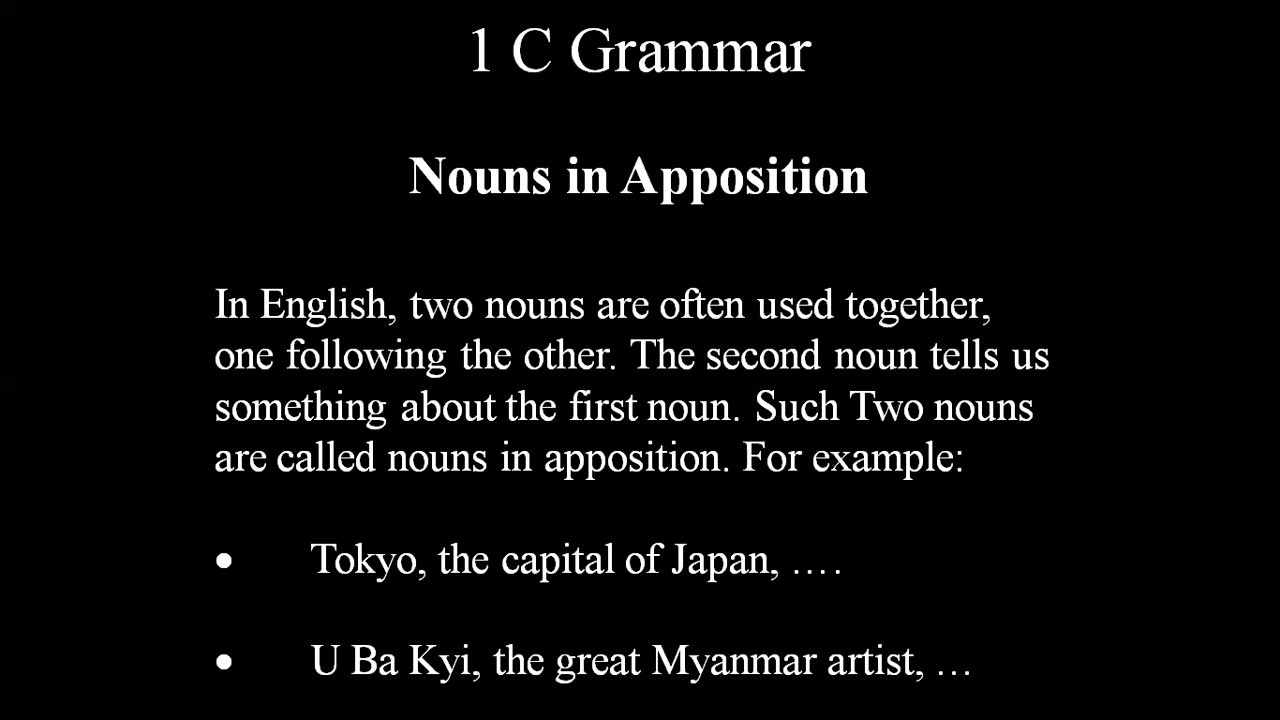 1 C Grammar
Nouns in Apposition
In English, two nouns are often used together,
one following the other. The second noun tells us
something about the first noun. Such Two nouns
are called nouns in apposition. For example:
• Tokyo, the capital of Japan, ….
• U Ba Kyi, the great Myanmar artist, …